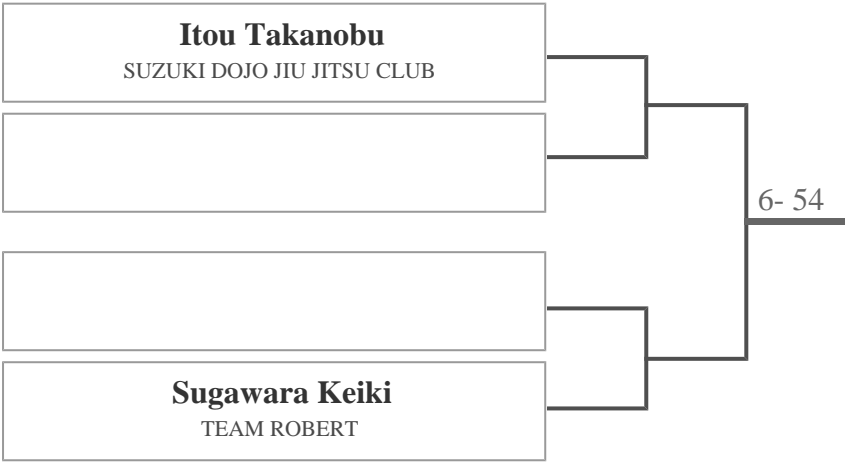 Itou Takanobu
SUZUKI DOJO JIU JITSU CLUB
6- 54
Sugawara Keiki
TEAM ROBERT